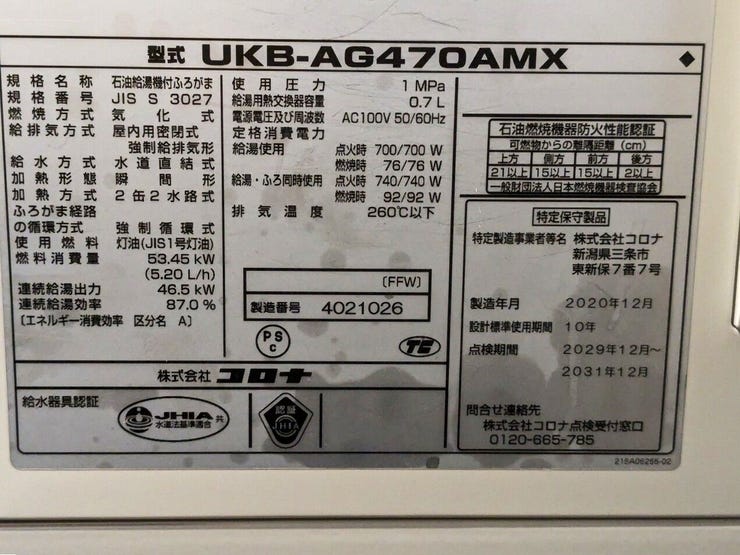 型式 UKB-AG470AMX
規格名称 石油給湯機付ふろがま
規格番号 JIS S 3027
燃焼方式 気化式
給排気方式 屋内用密閉式
強制給排気形
給水方式 水道直結式
加熱形態 瞬間形
加熱方式 2缶2水路式
ふろがま経路
の循環方式 強制循環式
使用燃料 灯油(JIS1号灯油)
燃料消費量 53.45 kW
(5.20 L/h)
連続給湯出力 46.5 kW
連続給湯効率 87.0 %
〔エネルギー消費効率 区分名 A〕
使用圧力 1 MPa
給湯用熱交換器容量 0.7 L
電源電圧及び周波数 AC100V 50/60Hz
定格消費電力
給湯使用 点火時 700/700 W
燃焼時 76/76 W
給湯・ふろ同時使用 点火時 740/740 W
燃焼時 92/92 W
排気温度 260℃以下
(FFW)
製造番号 4021026
PS
C
TC
株式会社 コロナ
給水器具認証
JHIA 共
水道法基準適合
認証
JHIA
石油燃焼機器防火性能認証
可燃物からの離隔距離 (cm)
上方 側方 前方 後方
21以上 15以上 15以上 2以上
一般財団法人日本燃焼機器検査協会
特定保守製品
特定製造事業者等名 株式会社コロナ
新潟県三条市
東新保7番7号
製造年月 2020年12月
設計標準使用期間 10年
点検期間 2029年12月~
2031年12月
問合せ連絡先
株式会社コロナ点検受付窓口
0120-665-785
218A06255-02